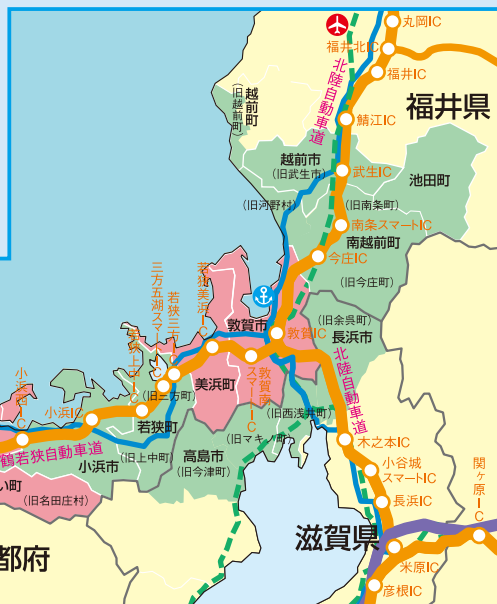 丸岡IC
福井北IC
福井IC
北陸自動車道
福井県
越前町
(旧越前町)
鯖江IC
越前市
(旧武生市)
武生IC
池田町
(旧河野村)
(旧南条町)
南条スマートIC
南越前町
今庄IC
(旧今庄町)
三方五湖スマートIC
若狭三方IC
若狭美浜IC
敦賀市
敦賀IC
(旧余呉町)
長浜市
北陸自動車道
若狭上中IC
敦賀南スマートIC
美浜町
(旧三方町)
小浜西IC
小浜IC
若狭町
(旧西浅井町)
(旧マキノ町)
木之本IC
鶴若狭自動車道
小浜市
(旧上中町)
高島市
(旧今津町)
小谷城スマートIC
関ヶ原IC
い町
(旧名田庄村)
長浜IC
滋賀県
都府
米原IC
彦根IC